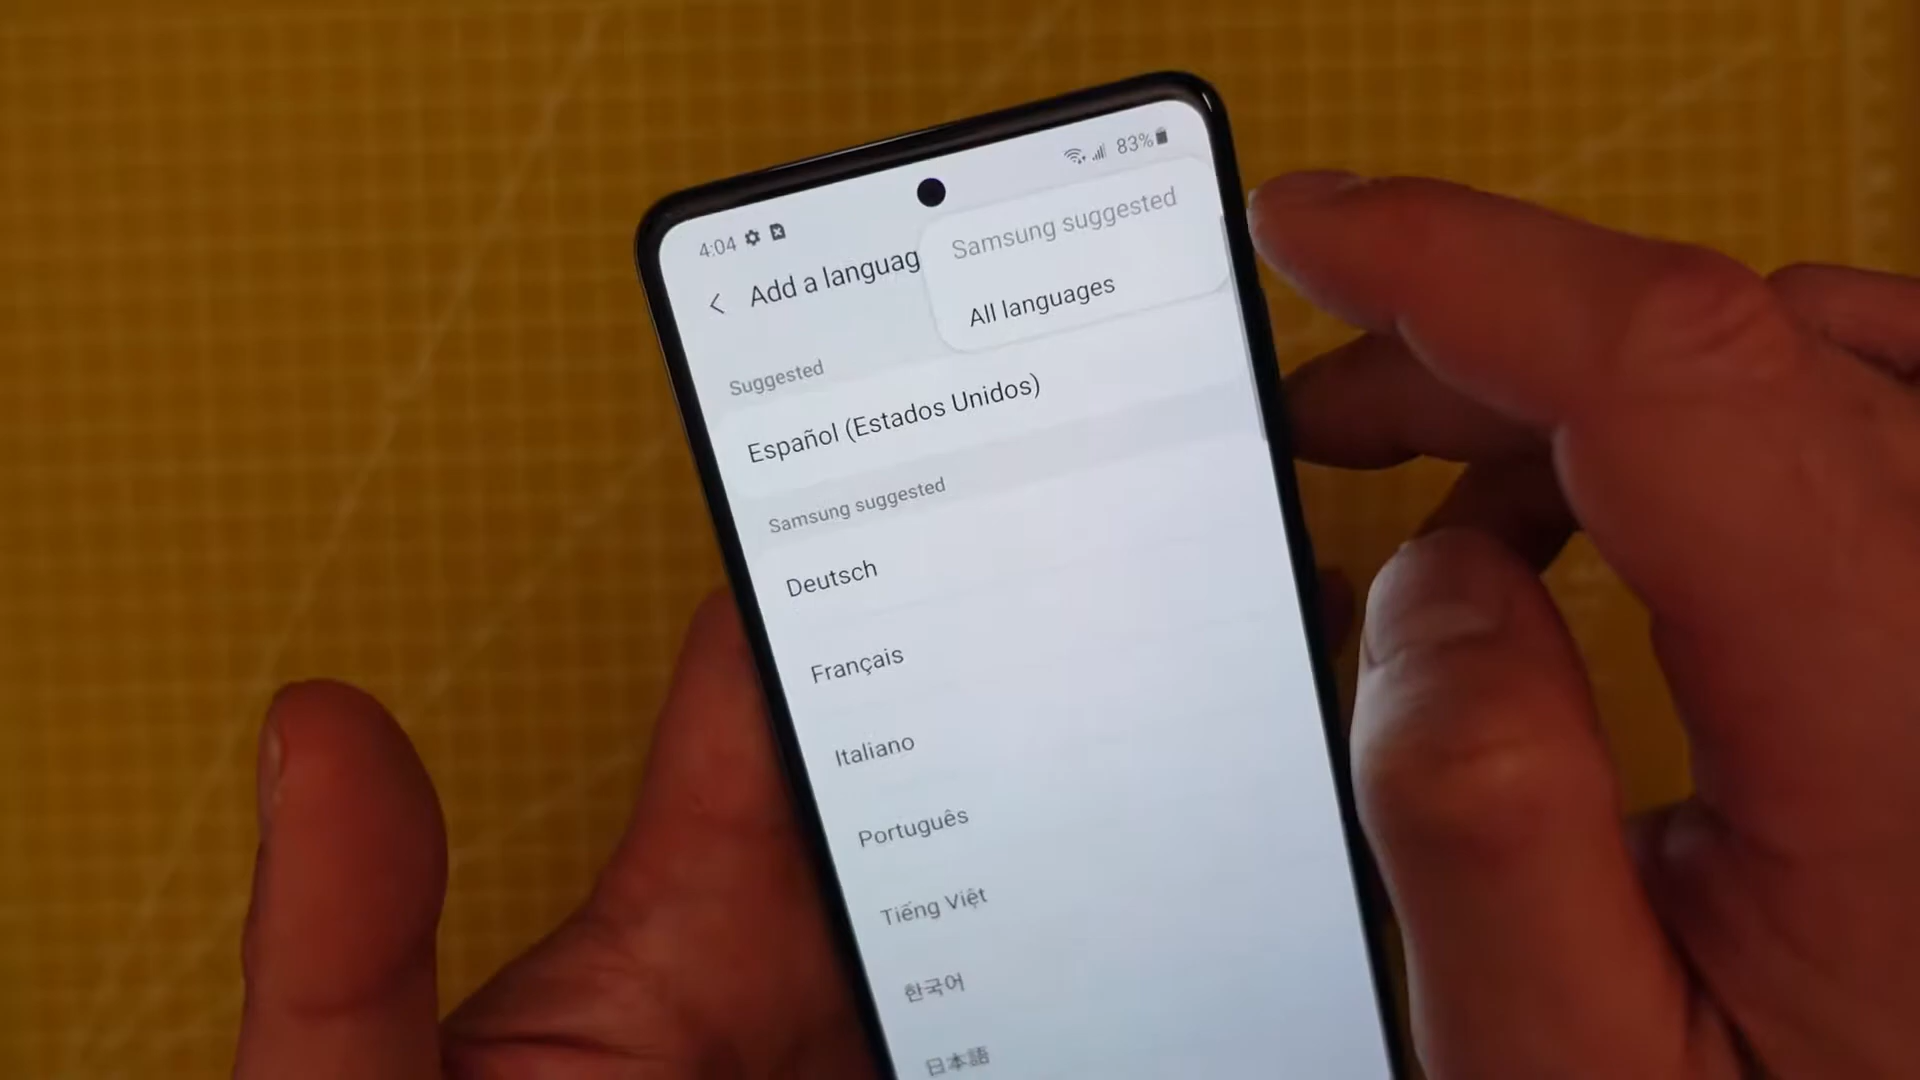 4:04
83%
Add a languag
Samsung suggested
All languages
Suggested
Español (Estados Unidos)
Samsung suggested
Deutsch
Français
Italiano
Português
Tiếng Việt
한국어
日本語